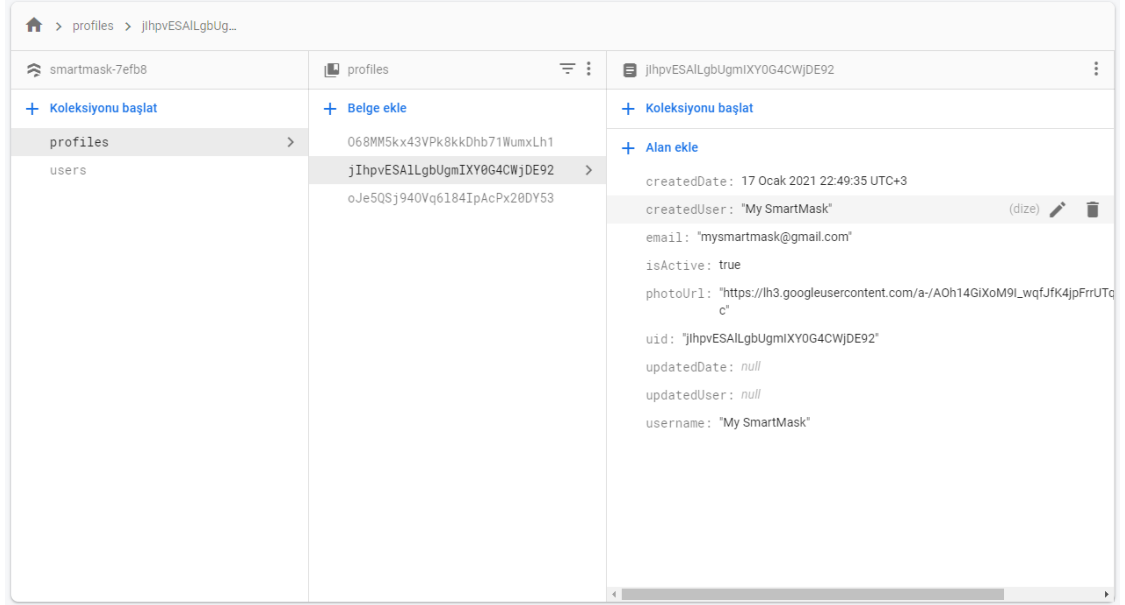 profiles > jIhpvESAlLgbUg...
smartmask-7efb8
Koleksiyonu başlat
profiles
users
profiles
Belge ekle
O68MM5kx43VPk8kkDhb71WumxLh1
jIhpvESAlLgbUgmIXY0G4CWjDE92
oJe5QSj94OVq6l84IpAcPx20DY53
jIhpvESAlLgbUgmIXY0G4CWjDE92
Koleksiyonu başlat
Alan ekle
createdDate: 17 Ocak 2021 22:49:35 UTC+3
createdUser: "My SmartMask" (dize)
email: "mysmartmask@gmail.com"
isActive: true
photoUrl: "https://lh3.googleusercontent.com/a-/AOh14GiXoM9I_wqfJfK4jpFrrUTq
c"
uid: "jIhpvESAlLgbUgmIXY0G4CWjDE92"
updatedDate: null
updatedUser: null
username: "My SmartMask"